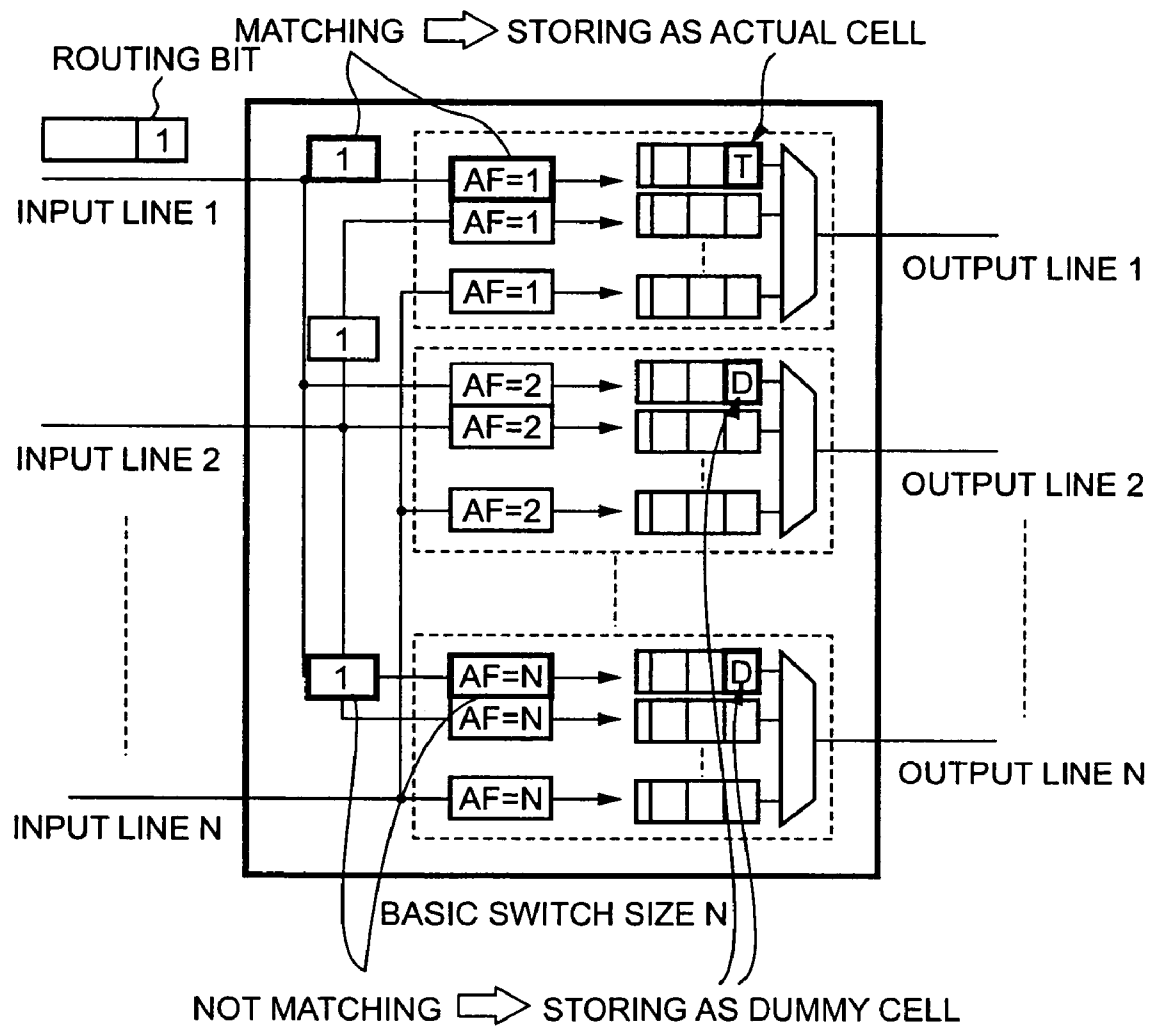 MATCHING STORING AS ACTUAL CELL
ROUTING BIT
1
1
T
AF=1
INPUT LINE 1
AF=1
OUTPUT LINE 1
AF=1
1
AF=2
D
AF=2
INPUT LINE 2
OUTPUT LINE 2
AF=2
1
AF=N
D
AF=N
OUTPUT LINE N
AF=N
INPUT LINE N
BASIC SWITCH SIZE N
NOT MATCHING STORING AS DUMMY CELL